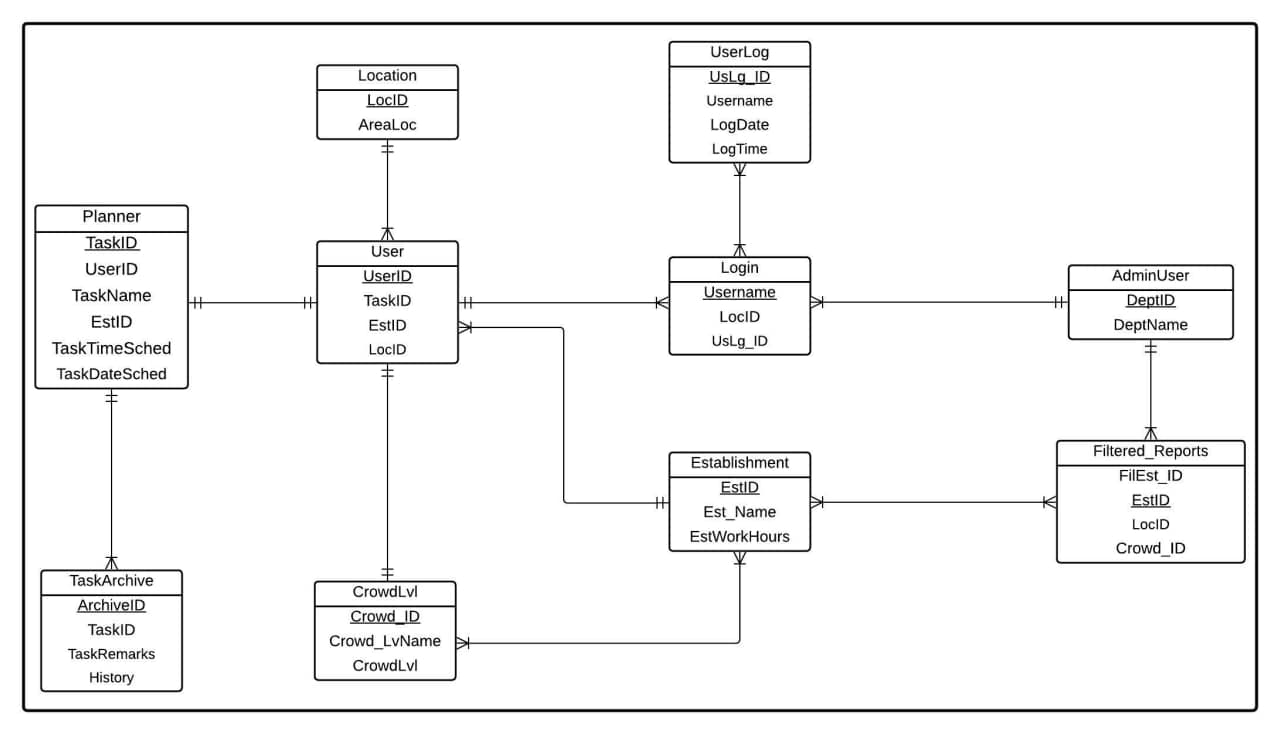 UserLog
UsLg_ID
Username
LogDate
LogTime
Location
LocID
AreaLoc
Planner
TaskID
UserID
TaskName
EstID
TaskTimeSched
TaskDateSched
User
UserID
TaskID
EstID
LocID
Login
Username
LocID
UsLg_ID
AdminUser
DeptID
DeptName
Establishment
EstID
Est_Name
EstWorkHours
Filtered_Reports
FilEst_ID
EstID
LocID
Crowd_ID
TaskArchive
ArchiveID
TaskID
TaskRemarks
History
CrowdLvl
Crowd_ID
Crowd_LvName
CrowdLvl